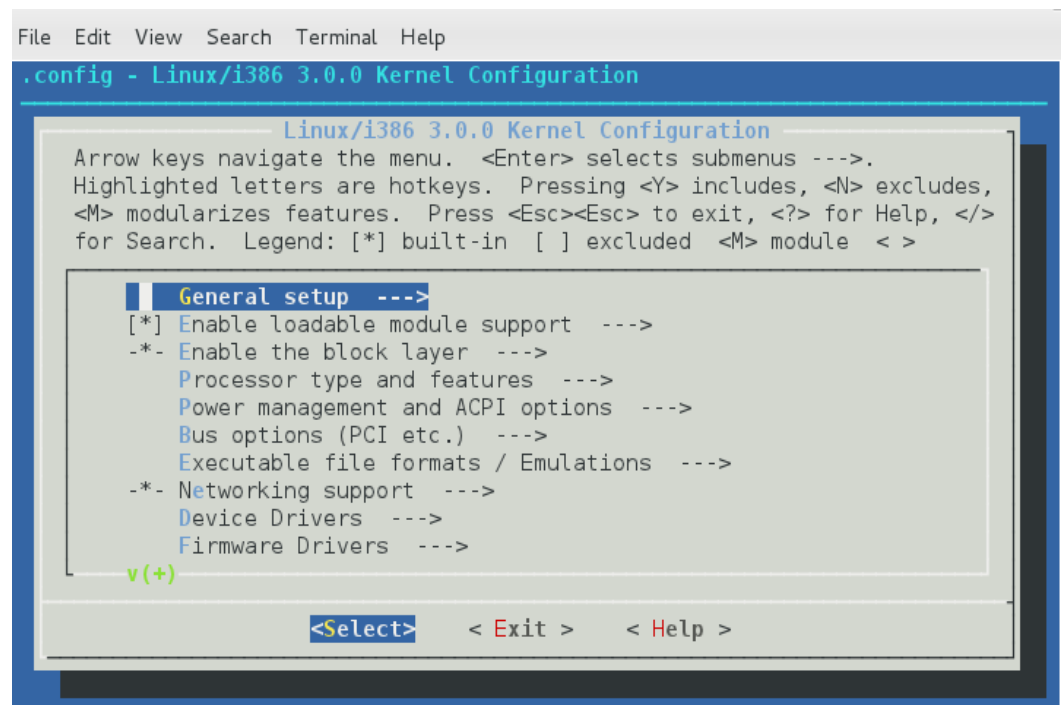 File Edit View Search Terminal Help
.config - Linux/i386 3.0.0 Kernel Configuration
Linux/i386 3.0.0 Kernel Configuration
Arrow keys navigate the menu. <Enter> selects submenus --->.
Highlighted letters are hotkeys. Pressing <Y> includes, <N> excludes,
<M> modularizes features. Press <Esc><Esc> to exit, <?> for Help, </>
for Search. Legend: [*] built-in [ ] excluded <M> module < >
General setup --->
[*] Enable loadable module support --->
-*- Enable the block layer --->
Processor type and features --->
Power management and ACPI options --->
Bus options (PCI etc.) --->
Executable file formats / Emulations --->
-*- Networking support --->
Device Drivers --->
Firmware Drivers --->
v(+)
<Select> < Exit > < Help >